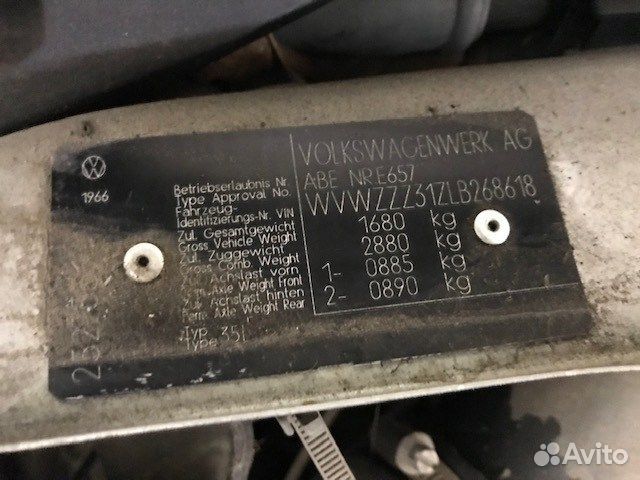 VOLKSWAGENWERK AG
1966
Betriebserlaubnis Nr.
Type Approval No.
ABE NR.E657
Fahrzeug-
Identifizierungs-Nr. VIN
WVWZZZ31ZLB268618
Zul. Gesamtgewicht
Gross Vehicle Weight
1680 kg
Zul. Zuggewicht
Gross Comb. Weight
2880 kg
Zul. Achslast vorn
Perm. Axle Weight Front
1- 0885 kg
Zul. Achslast hinten
Perm. Axle Weight Rear
2- 0890 kg
Typ
Type 35I
Avito